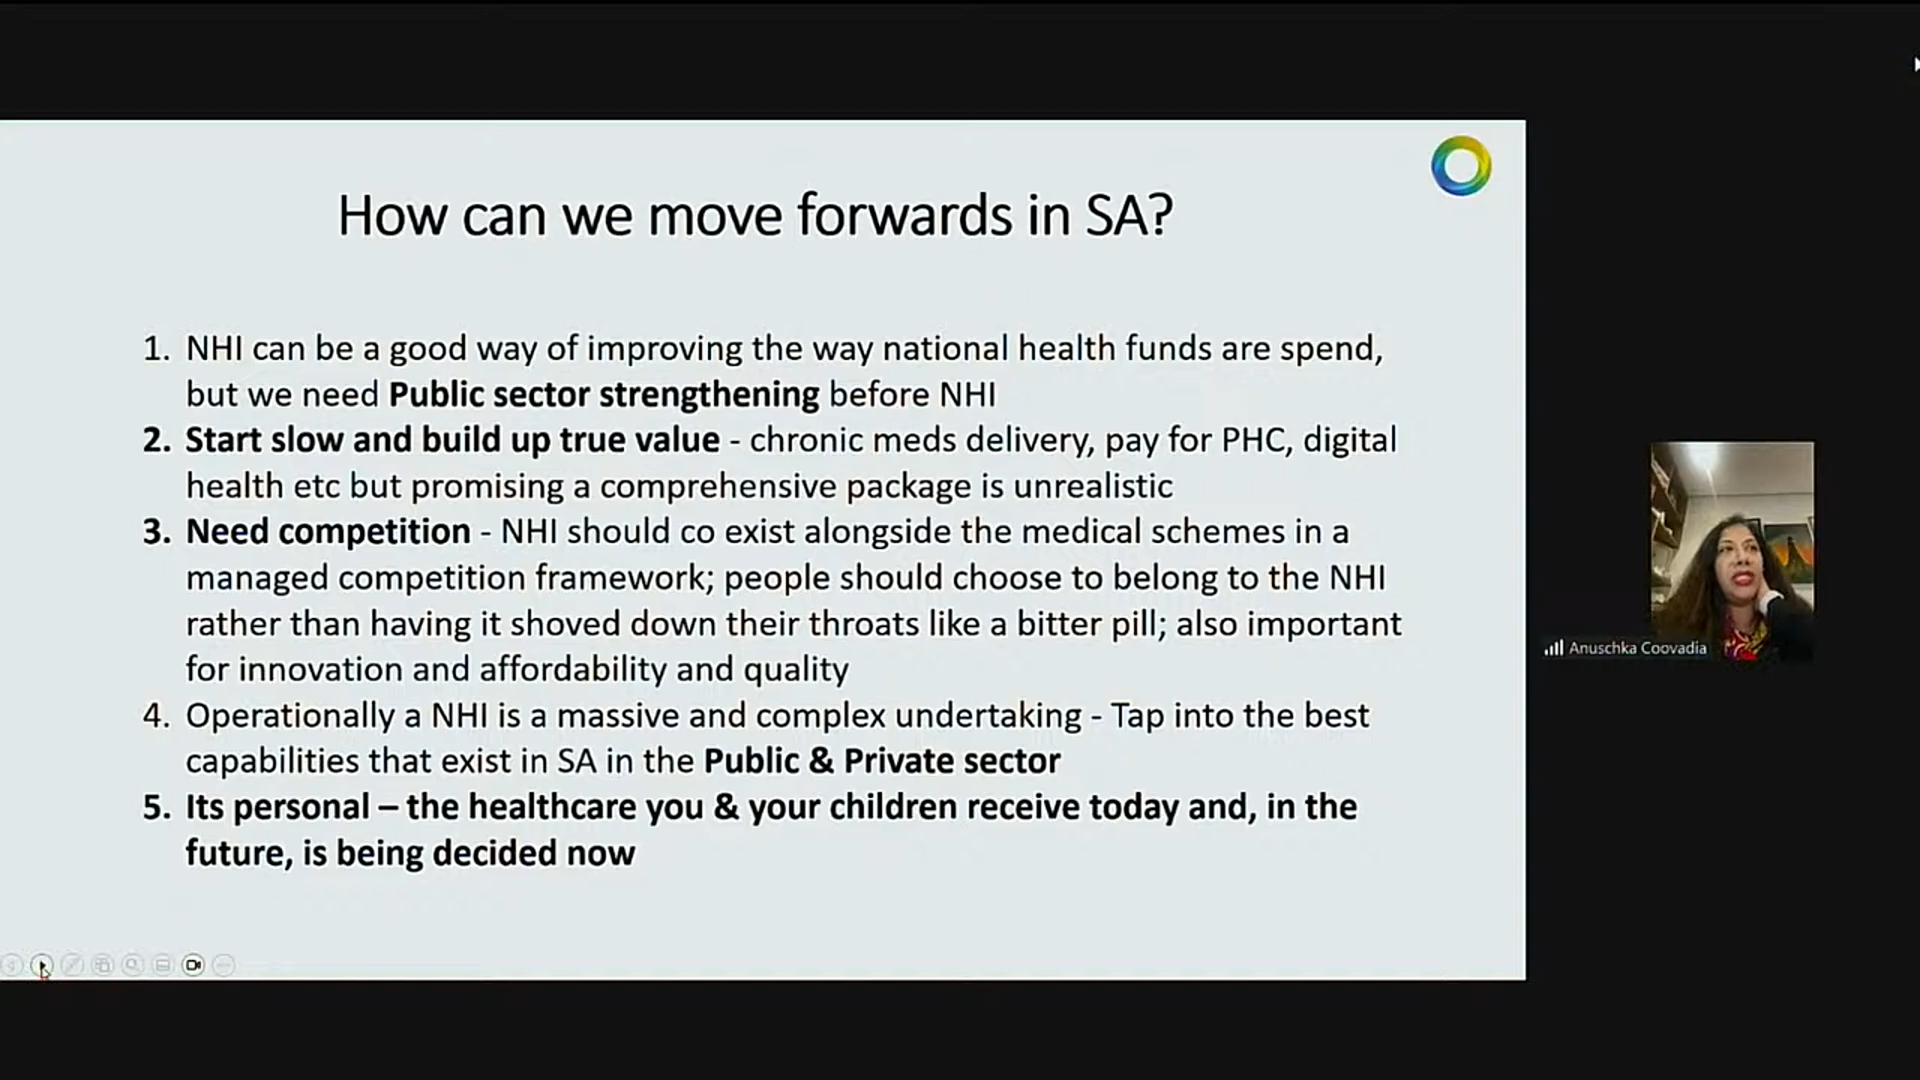 How can we move forwards in SA?
1. NHI can be a good way of improving the way national health funds are spend,
but we need Public sector strengthening before NHI
2. Start slow and build up true value - chronic meds delivery, pay for PHC, digital
health etc but promising a comprehensive package is unrealistic
3. Need competition - NHI should co exist alongside the medical schemes in a
managed competition framework; people should choose to belong to the NHI
rather than having it shoved down their throats like a bitter pill; also important
for innovation and affordability and quality
4. Operationally a NHI is a massive and complex undertaking - Tap into the best
capabilities that exist in SA in the Public & Private sector
5. Its personal – the healthcare you & your children receive today and, in the
future, is being decided now
Anuschka Coovadia